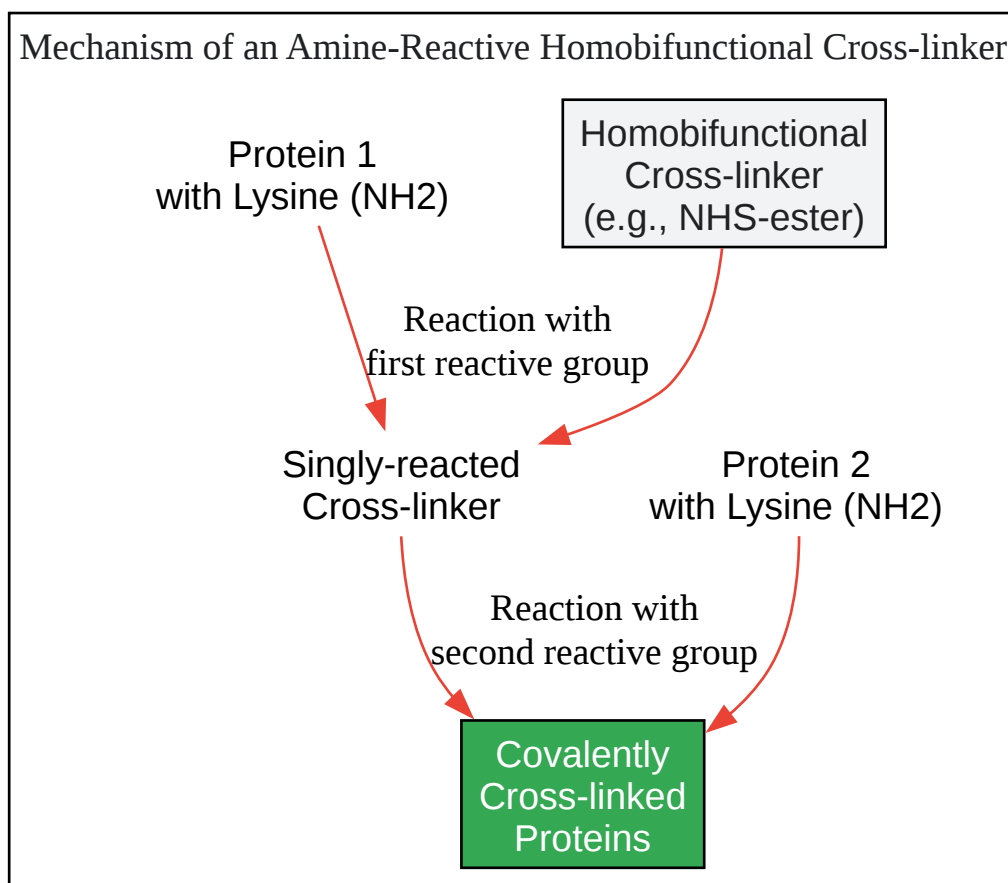 Mechanism of an Amine-Reactive Homobifunctional Cross-linker
Protein 1
with Lysine (NH2)
Homobifunctional
Cross-linker
(e.g., NHS-ester)
Reaction with
first reactive group
Singly-reacted
Cross-linker
Protein 2
with Lysine (NH2)
Reaction with
second reactive group
Covalently
Cross-linked
Proteins